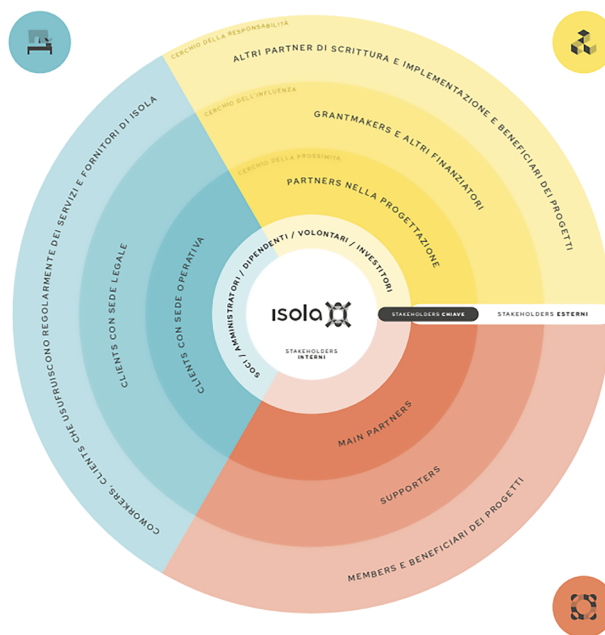 CERCHIO DELLA RESPONSABILITÀ
ALTRI PARTNER DI SCRITTURA E IMPLEMENTAZIONE E BENEFICIARI DEI PROGETTI
CERCHIO DELL'INFLUENZA
GRANTMAKERS E ALTRI FINANZIATORI
CERCHIO DELLA PROSSIMITÀ
PARTNERS NELLA PROGETTAZIONE
COWORKERS, CLIENTS CHE USUFRUISCONO REGOLARMENTE DEI SERVIZI E FORNITORI DI ISOLA
CLIENTS CON SEDE LEGALE
CLIENTS CON SEDE OPERATIVA
SOCI / AMMINISTRATORI / DIPENDENTI / VOLONTARI / INVESTITORI
isola
STAKEHOLDERS
INTERNI
STAKEHOLDERS CHIAVE
STAKEHOLDERS ESTERNI
MAIN PARTNERS
SUPPORTERS
MEMBERS E BENEFICIARI DEI PROGETTI